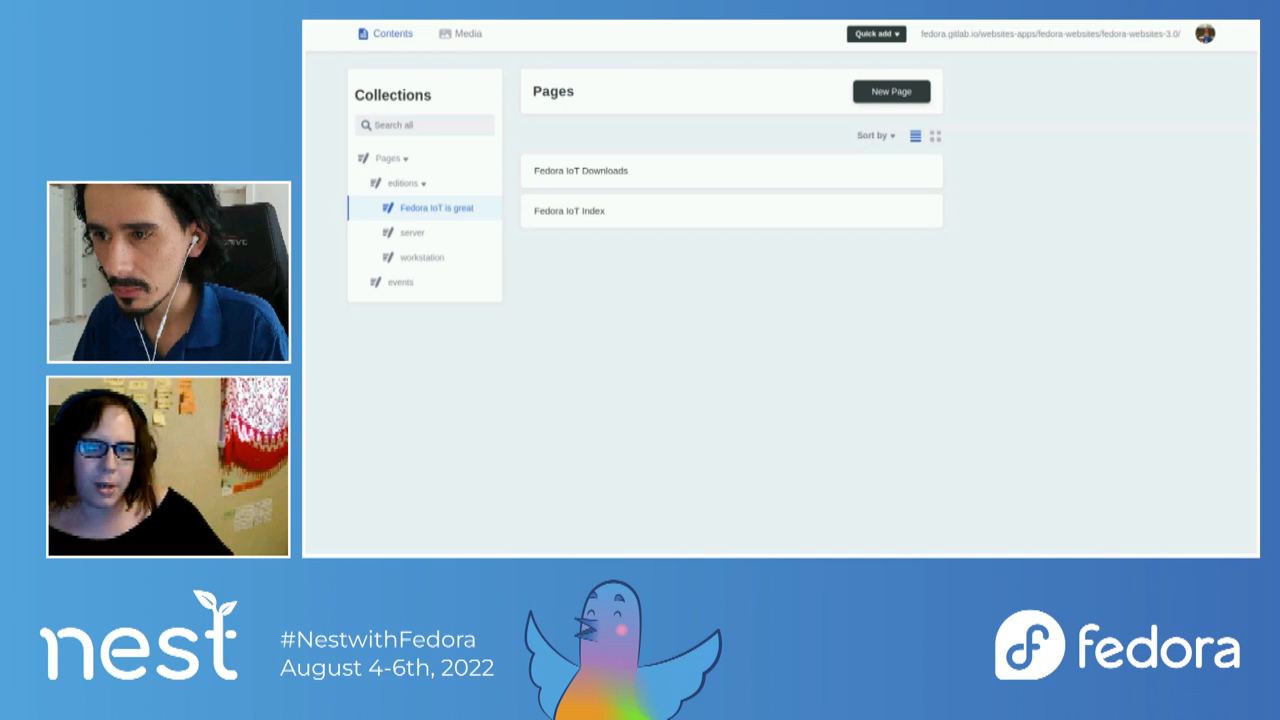 Contents
Media
Quick add
fedora.gitlab.io/websites-apps/fedora-websites/fedora-websites-3.0/
Collections
Search all
Pages
editions
Fedora IoT is great
server
workstation
events
Pages
New Page
Sort by
Fedora IoT Downloads
Fedora IoT Index
nest
#NestwithFedora
August 4-6th, 2022
fedora